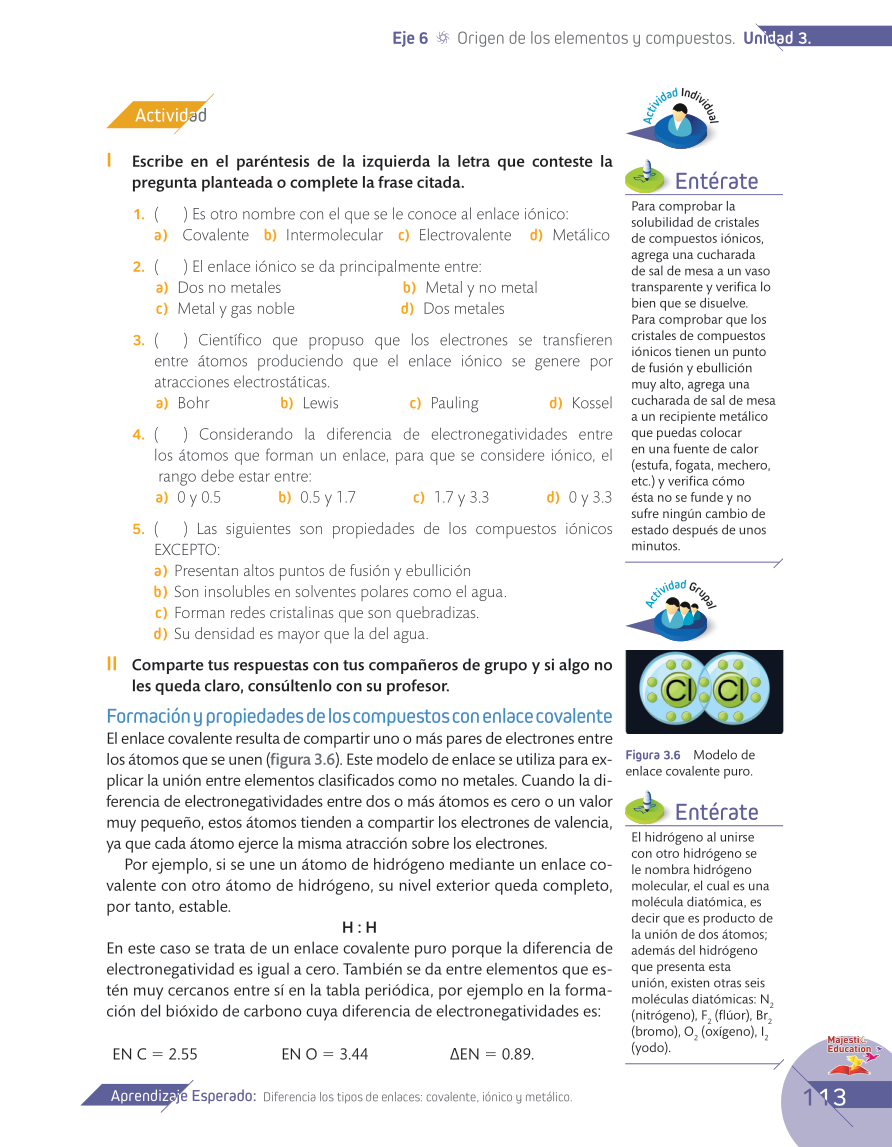 Eje 6 Origen de los elementos y compuestos. Unidad 3.
Actividad
I Escribe en el paréntesis de la izquierda la letra que conteste la
pregunta planteada o complete la frase citada.
1. ( ) Es otro nombre con el que se le conoce al enlace iónico:
a) Covalente b) Intermolecular c) Electrovalente d) Metálico
2. ( ) El enlace iónico se da principalmente entre:
a) Dos no metales b) Metal y no metal
c) Metal y gas noble d) Dos metales
3. ( ) Científico que propuso que los electrones se transfieren
entre átomos produciendo que el enlace iónico se genere por
atracciones electrostáticas.
a) Bohr b) Lewis c) Pauling d) Kossel
4. ( ) Considerando la diferencia de electronegatividades entre
los átomos que forman un enlace, para que se considere iónico, el
rango debe estar entre:
a) 0 y 0.5 b) 0.5 y 1.7 c) 1.7 y 3.3 d) 0 y 3.3
5. ( ) Las siguientes son propiedades de los compuestos iónicos
EXCEPTO:
a) Presentan altos puntos de fusión y ebullición
b) Son insolubles en solventes polares como el agua.
c) Forman redes cristalinas que son quebradizas.
d) Su densidad es mayor que la del agua.
II Comparte tus respuestas con tus compañeros de grupo y si algo no
les queda claro, consúltenlo con su profesor.
Formación y propiedades de los compuestos con enlace covalente
El enlace covalente resulta de compartir uno o más pares de electrones entre
los átomos que se unen (figura 3.6). Este modelo de enlace se utiliza para ex-
plicar la unión entre elementos clasificados como no metales. Cuando la di-
ferencia de electronegatividades entre dos o más átomos es cero o un valor
muy pequeño, estos átomos tienden a compartir los electrones de valencia,
ya que cada átomo ejerce la misma atracción sobre los electrones.
Por ejemplo, si se une un átomo de hidrógeno mediante un enlace co-
valente con otro átomo de hidrógeno, su nivel exterior queda completo,
por tanto, estable.
H : H
En este caso se trata de un enlace covalente puro porque la diferencia de
electronegatividad es igual a cero. También se da entre elementos que es-
tén muy cercanos entre sí en la tabla periódica, por ejemplo en la forma-
ción del bióxido de carbono cuya diferencia de electronegatividades es:
EN C = 2.55 EN O = 3.44 ΔEN = 0.89.
Actividad Individual
Entérate
Para comprobar la
solubilidad de cristales
de compuestos iónicos,
agrega una cucharada
de sal de mesa a un vaso
transparente y verifica lo
bien que se disuelve.
Para comprobar que los
cristales de compuestos
iónicos tienen un punto
de fusión y ebullición
muy alto, agrega una
cucharada de sal de mesa
a un recipiente metálico
que puedas colocar
en una fuente de calor
(estufa, fogata, mechero,
etc.) y verifica cómo
ésta no se funde y no
sufre ningún cambio de
estado después de unos
minutos.
Actividad Grupal
Cl Cl
Figura 3.6 Modelo de
enlace covalente puro.
Entérate
El hidrógeno al unirse
con otro hidrógeno se
le nombra hidrógeno
molecular, el cual es una
molécula diatómica, es
decir que es producto de
la unión de dos átomos;
además del hidrógeno
que presenta esta
unión, existen otras seis
moléculas diatómicas: N2
(nitrógeno), F2 (flúor), Br2
(bromo), O2 (oxígeno), I2
(yodo).
Majestic
Education
Aprendizaje Esperado: Diferencia los tipos de enlaces: covalente, iónico y metálico.
113